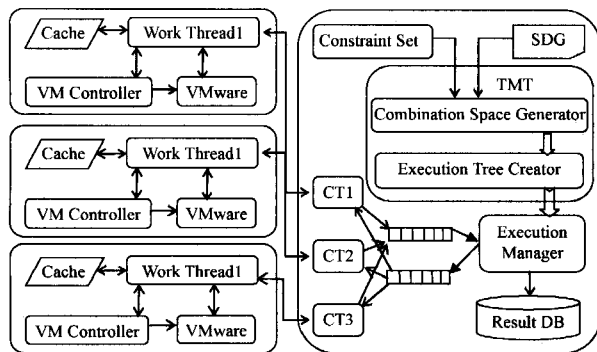 Cache
Work Thread1
VM Controller
VMware
Cache
Work Thread1
VM Controller
VMware
Cache
Work Thread1
VM Controller
VMware
Constraint Set
SDG
TMT
Combination Space Generator
Execution Tree Creator
CT1
CT2
CT3
Execution
Manager
Result DB